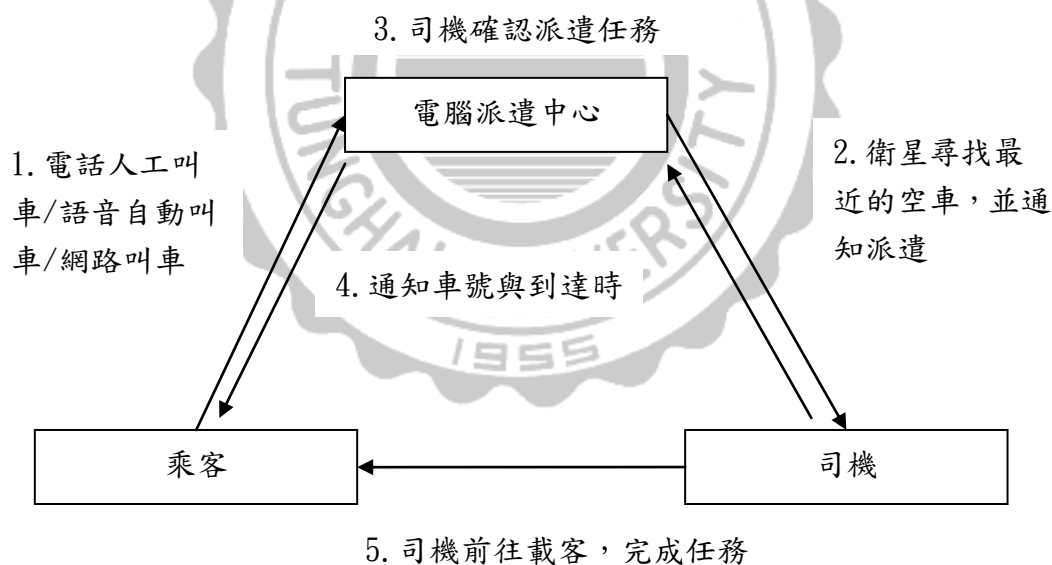 3. 司機確認派遣任務
電腦派遣中心
1. 電話人工叫
車/語音自動叫
車/網路叫車
2. 衛星尋找最
近的空車，並通
知派遣
4. 通知車號與到達時
1955
乘客
司機
5. 司機前往載客，完成任務